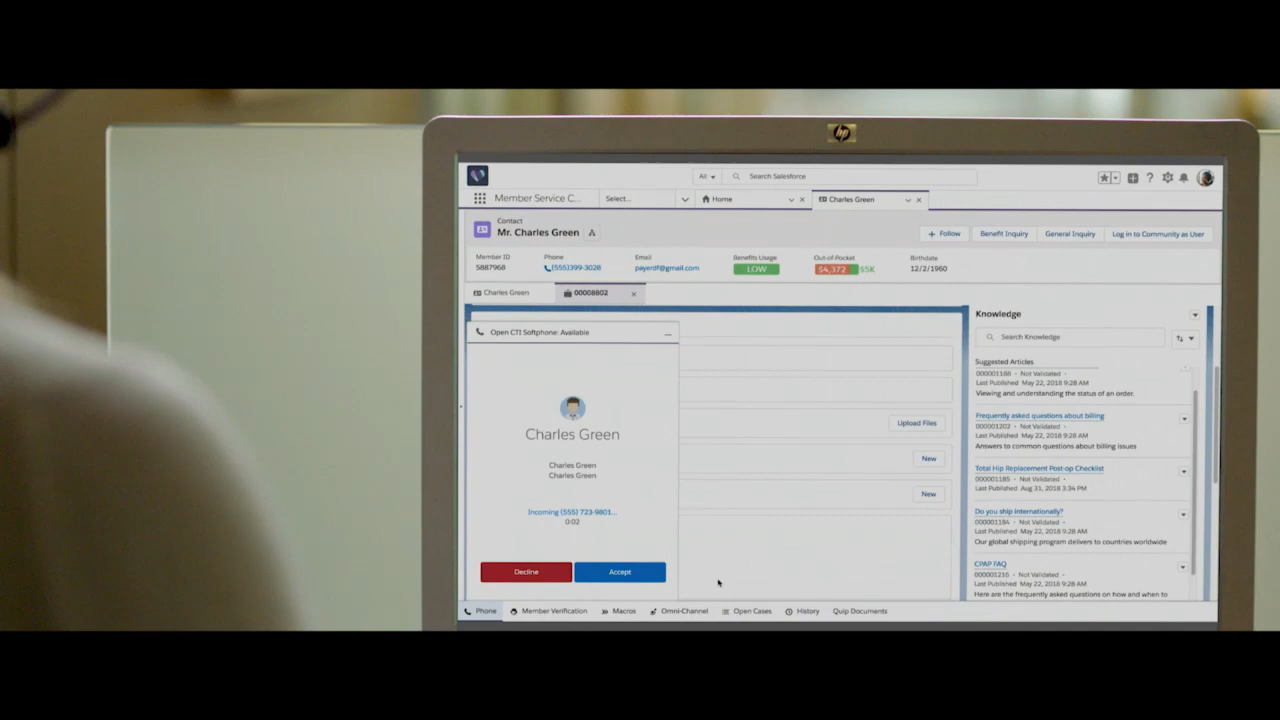 hp
All
Search Salesforce
Member Service C...
Select...
Home
Charles Green
Contact
Mr. Charles Green
Follow
Benefit Inquiry
General Inquiry
Log in to Community as User
Member ID
Phone
Email
Benefits Usage
Out-of-Pocket
Birthdate
5887968
(555)399-3028
payerdf@gmail.com
LOW
$4,372
$5K
12/2/1960
Charles Green
00008802
Open CTI Softphone: Available
Charles Green
Charles Green
Charles Green
Incoming (555) 723-9801...
0:02
Decline
Accept
Upload Files
New
New
Knowledge
Search Knowledge
Suggested Articles
000001188 • Not Validated •
Last Published May 22, 2018 9:28 AM
Viewing and understanding the status of an order.
Frequently asked questions about billing
000001202 • Not Validated •
Last Published May 22, 2018 9:28 AM
Answers to common questions about billing issues
Total Hip Replacement Post-op Checklist
000001185 • Not Validated •
Last Published Aug 31, 2018 3:34 PM
Do you ship internationally?
000001184 • Not Validated •
Last Published May 22, 2018 9:28 AM
Our global shipping program delivers to countries worldwide
CPAP FAQ
000001216 • Not Validated •
Last Published May 22, 2018 9:28 AM
Here are the frequently asked questions on how and when to
Phone
Member Verification
Macros
Omni-Channel
Open Cases
History
Quip Documents